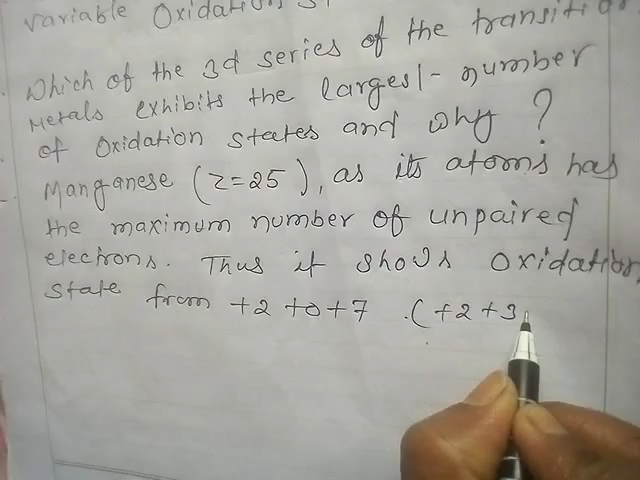 variable Oxidation
Which of the 3d series of the transition
Metals exhibits the largest number
of Oxidation states and why ?
Manganese (Z=25), as its atoms has
the maximum number of unpaired
electrons. Thus it shows Oxidation
state from +2 to +7 .(+2 +3